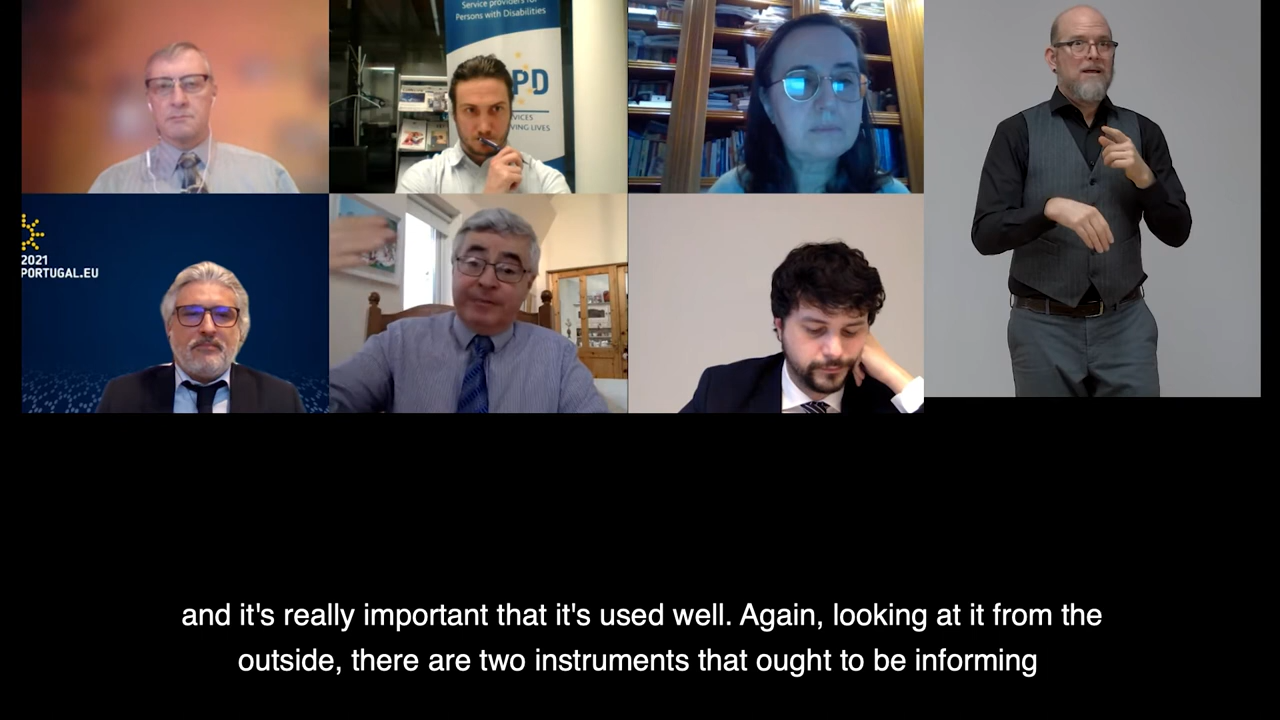 Service providers for
Persons with Disabilities
PD
VICES
VING LIVES
2021
PORTUGAL.EU
and it's really important that it's used well. Again, looking at it from the
outside, there are two instruments that ought to be informing